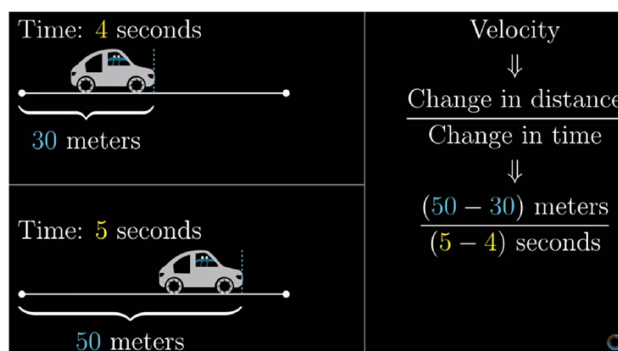 Time: 4 seconds
30 meters
Time: 5 seconds
50 meters
Velocity
⇓
Change in distance
Change in time
⇓
(50 − 30) meters
(5 − 4) seconds